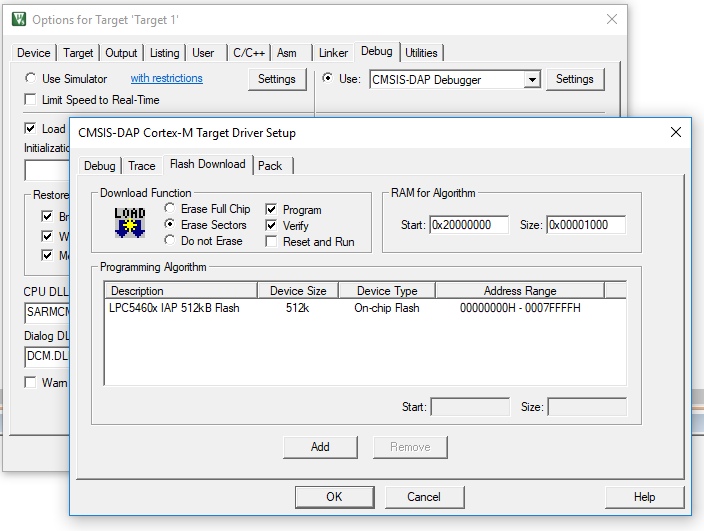 Options for Target 'Target 1'
Device Target Output Listing User C/C++ Asm Linker Debug Utilities
Use Simulator with restrictions Settings Use: CMSIS-DAP Debugger Settings
Limit Speed to Real-Time
Load
CMSIS-DAP Cortex-M Target Driver Setup
Debug Trace Flash Download Pack
Download Function RAM for Algorithm
LOAD
Erase Full Chip Program
Erase Sectors Verify Start: 0x20000000 Size: 0x00001000
Do not Erase Reset and Run
Programming Algorithm
Description Device Size Device Type Address Range
LPC5460x IAP 512kB Flash 512k On-chip Flash 00000000H - 0007FFFFH
Start: Size:
Add Remove
OK Cancel Help
Restore
CPU DLL
SARMCM
DCM.DL
Warn